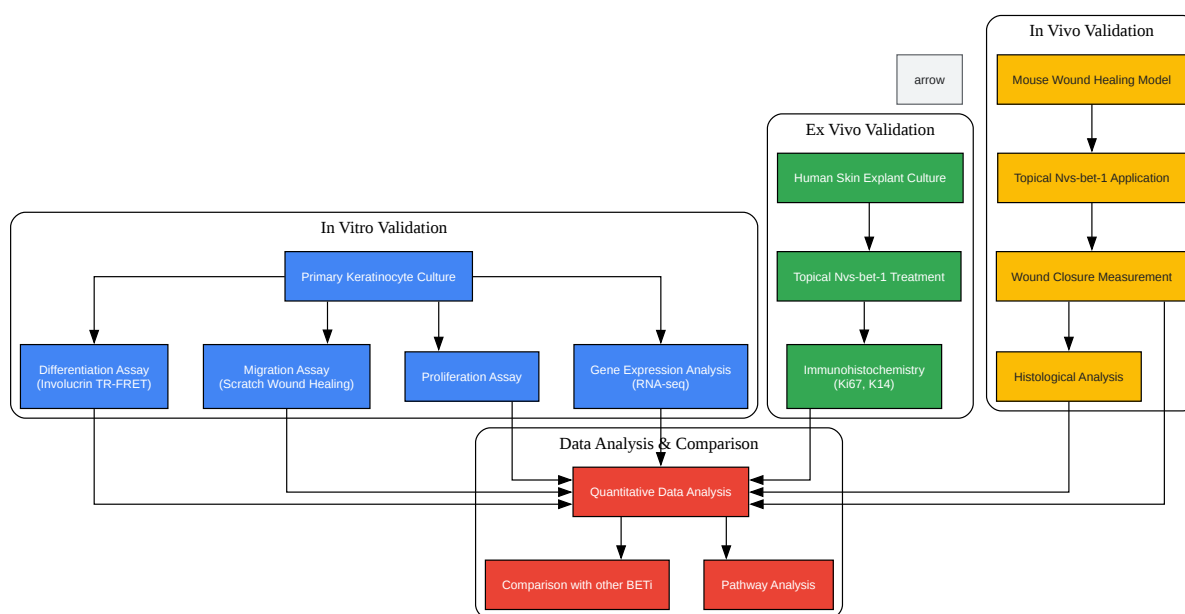 In Vivo Validation
Mouse Wound Healing Model
arrow
Ex Vivo Validation
Human Skin Explant Culture
Topical Nvs-bet-1 Application
In Vitro Validation
Primary Keratinocyte Culture
Topical Nvs-bet-1 Treatment
Wound Closure Measurement
Differentiation Assay
(Involucrin TR-FRET)
Migration Assay
(Scratch Wound Healing)
Proliferation Assay
Gene Expression Analysis
(RNA-seq)
Immunohistochemistry
(Ki67, K14)
Histological Analysis
Data Analysis & Comparison
Quantitative Data Analysis
Comparison with other BETi
Pathway Analysis